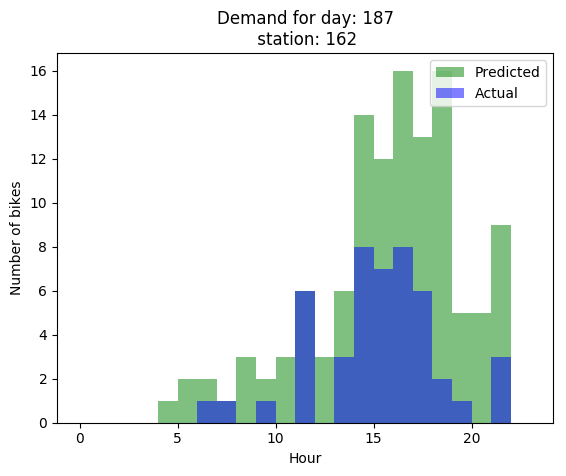 Demand for day: 187
station: 162
Predicted
Actual
Number of bikes
16
14
12
10
8
6
4
2
0
0 5 10 15 20
Hour